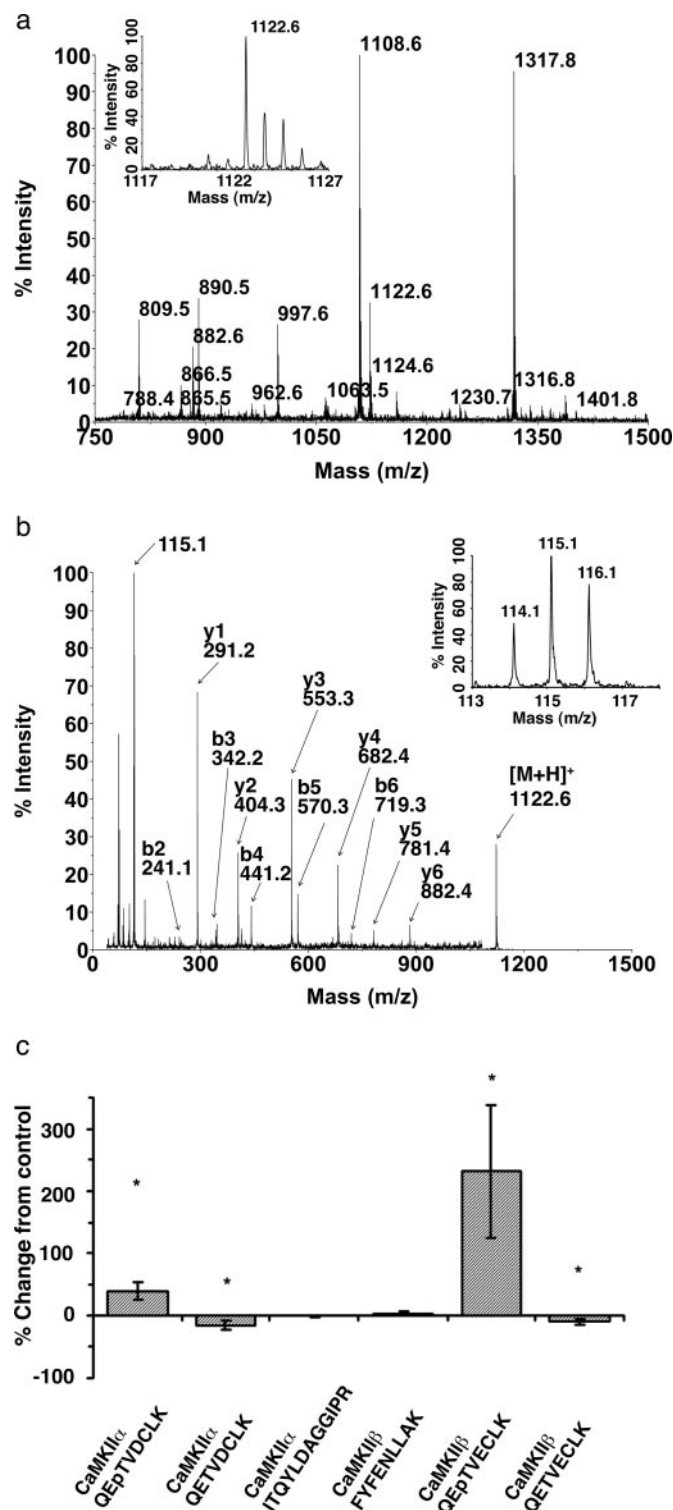 a
1122.6
100
80
60
40
20
0
% Intensity
1117 1122 1127
Mass (m/z)
1108.6
1317.8
100
90
80
70
60
50
40
30
20
10
0
% Intensity
890.5
809.5
882.6
866.5
865.5
788.4
997.6
962.6
1122.6
1124.6
1063.5
1230.7
1316.8
1401.8
750 900 1050 1200 1350 1500
Mass (m/z)
b
115.1
100
90
80
70
60
50
40
30
20
10
0
% Intensity
y1
291.2
b3
342.2
y2
404.3
b4
441.2
b2
241.1
y3
553.3
b5
570.3
y4
682.4
b6
719.3
y5
781.4
y6
882.4
[M+H]+
1122.6
115.1
116.1
114.1
100
80
60
40
20
0
% Intensity
113 115 117
Mass (m/z)
0 300 600 900 1200 1500
Mass (m/z)
c
% Change from control
300
200
100
0
-100
* * * *
CaMKIIα
QEpTVDCLK
CaMKIIα
QETVDCLK
CaMKIIα
ITQYLDAGGIPR
CaMKIIβ
FYFENLLAK
CaMKIIβ
QEpTVECLK
CaMKIIβ
QETVECLK